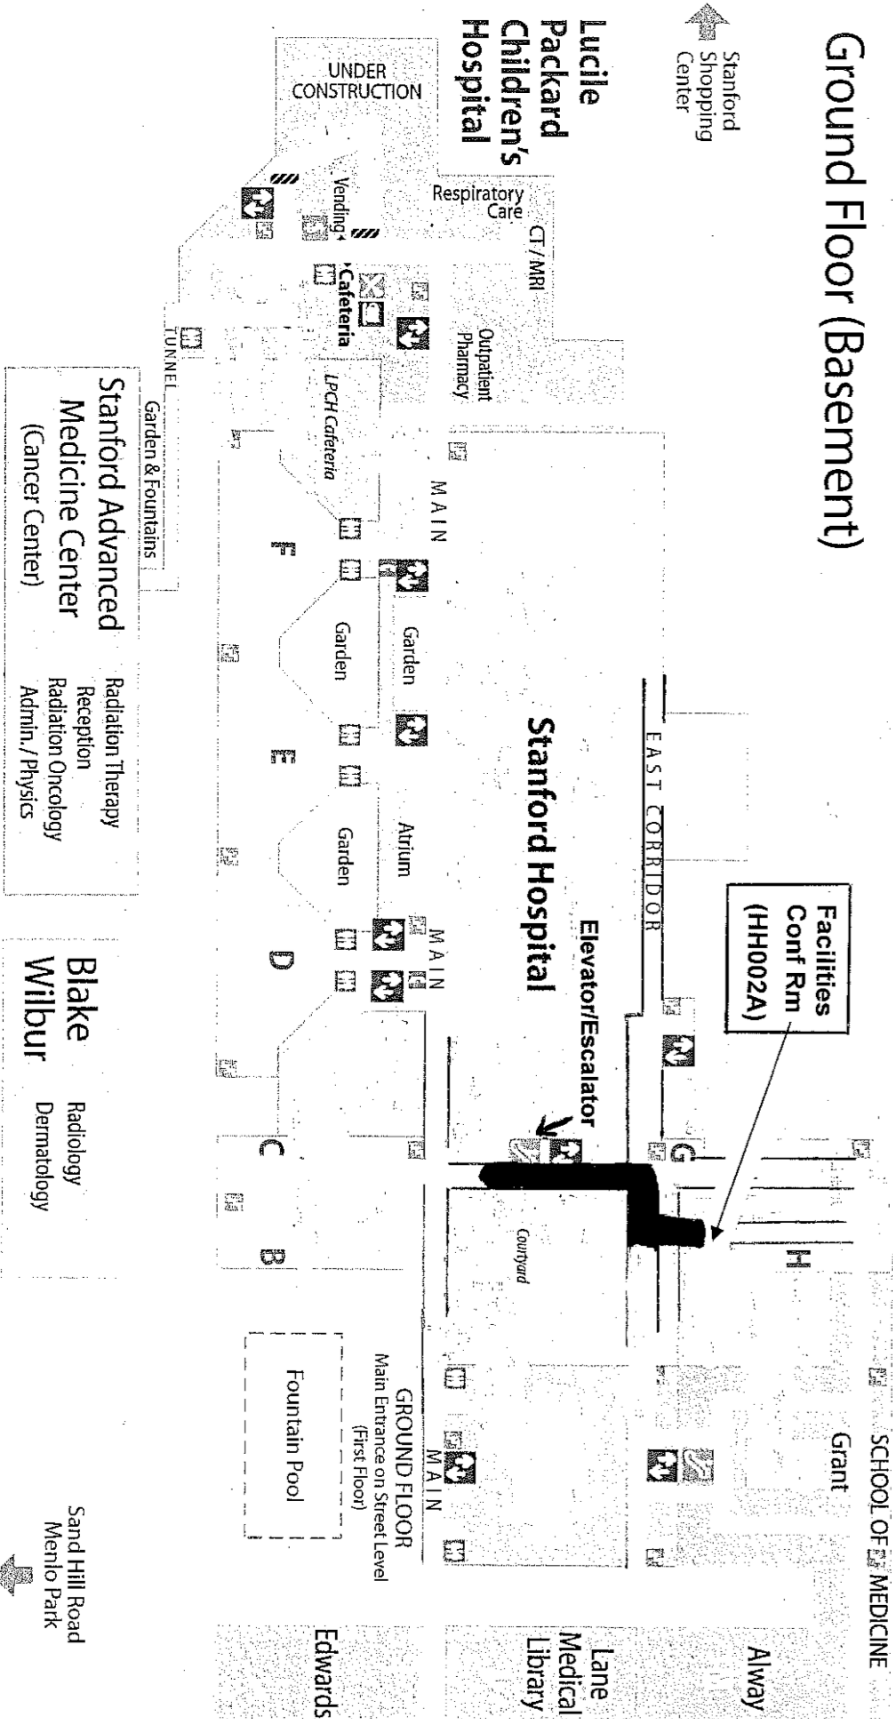 Ground Floor (Basement)
Stanford
Shopping
Center
Lucile
Packard
Children's
Hospital
UNDER
CONSTRUCTION
Respiratory
Care
CT / MRI
Vending
Cafeteria
Outpatient
Pharmacy
LPCH Cafeteria
TUNNEL
Garden & Fountains
Stanford Advanced
Medicine Center
(Cancer Center)
Radiation Therapy
Reception
Radiation Oncology
Admin. / Physics
MAIN
F
Garden
Garden
E
Atrium
Garden
D
MAIN
Stanford Hospital
EAST CORRIDOR
Facilities
Conf Rm
(HH002A)
Elevator/Escalator
G
H
C
B
Courtyard
Blake
Wilbur
Radiology
Dermatology
GROUND FLOOR
Main Entrance on Street Level
(First Floor)
MAIN
Fountain Pool
Grant
SCHOOL OF MEDICINE
Alway
Lane
Medical
Library
Edwards
Sand Hill Road
Menlo Park